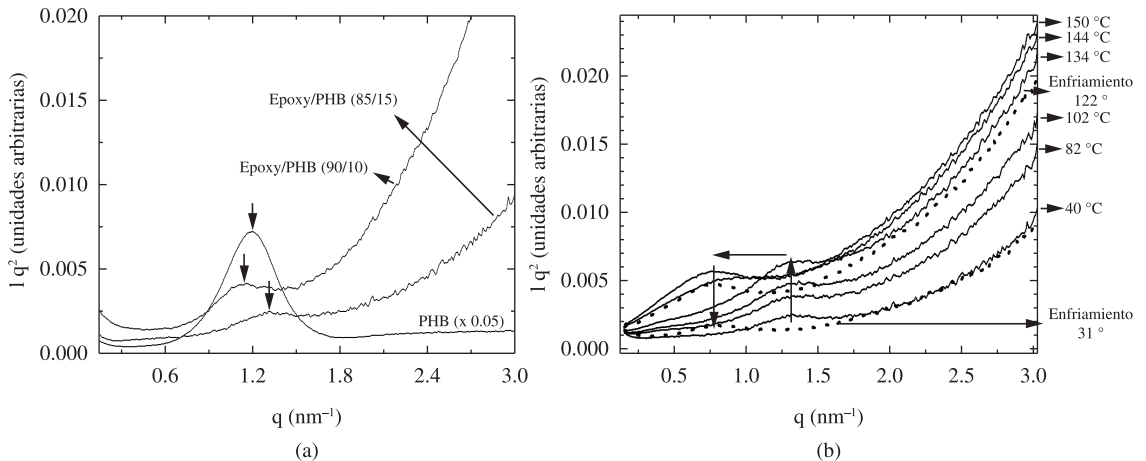 0.020
0.015
0.010
0.005
0.000
I q² (unidades arbitrarias)
Epoxy/PHB (85/15)
Epoxy/PHB (90/10)
PHB (x 0.05)
0.6
1.2
1.8
2.4
3.0
q (nm⁻¹)
(a)
0.020
0.015
0.010
0.005
0.000
I q² (unidades arbitrarias)
150 °C
144 °C
134 °C
Enfriamiento
122 °
102 °C
82 °C
40 °C
Enfriamiento
31 °
0.5
1.0
1.5
2.0
2.5
3.0
q (nm⁻¹)
(b)